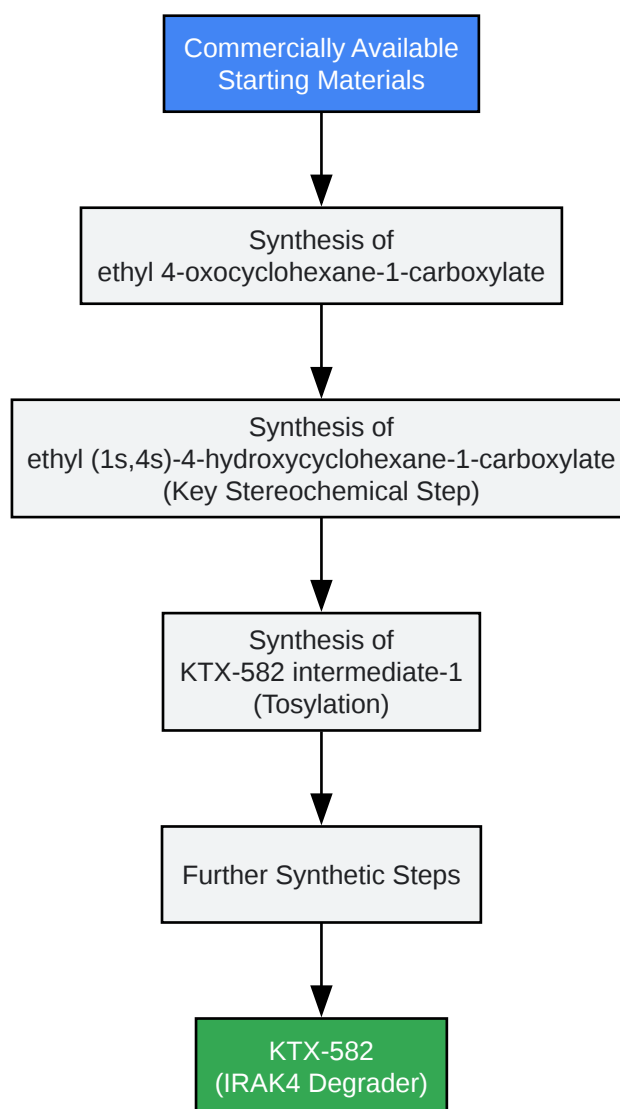 Commercially Available
Starting Materials
Synthesis of
ethyl 4-oxocyclohexane-1-carboxylate
Synthesis of
ethyl (1s,4s)-4-hydroxycyclohexane-1-carboxylate
(Key Stereochemical Step)
Synthesis of
KTX-582 intermediate-1
(Tosylation)
Further Synthetic Steps
KTX-582
(IRAK4 Degrader)